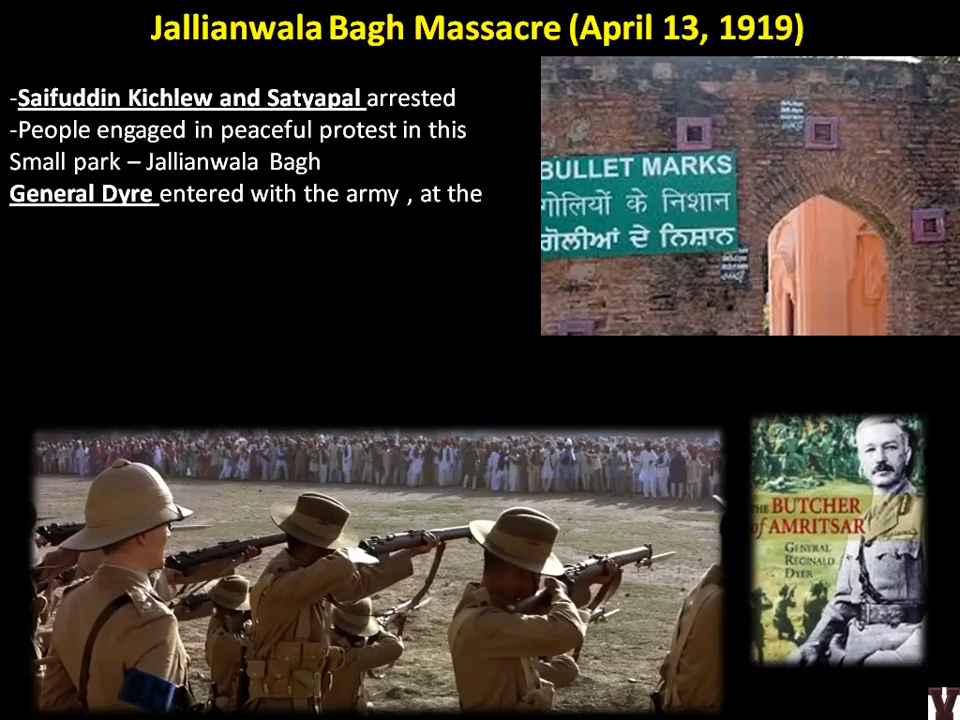 Jallianwala Bagh Massacre (April 13, 1919)
-Saifuddin Kichlew and Satyapal arrested
-People engaged in peaceful protest in this
Small park – Jallianwala Bagh
General Dyre entered with the army , at the
BULLET MARKS
गोलियों के निशान
ਗੋਲੀਆਂ ਦੇ ਨਿਸ਼ਾਨ
THE BUTCHER
of AMRITSAR
GENERAL
REGINALD
DYER